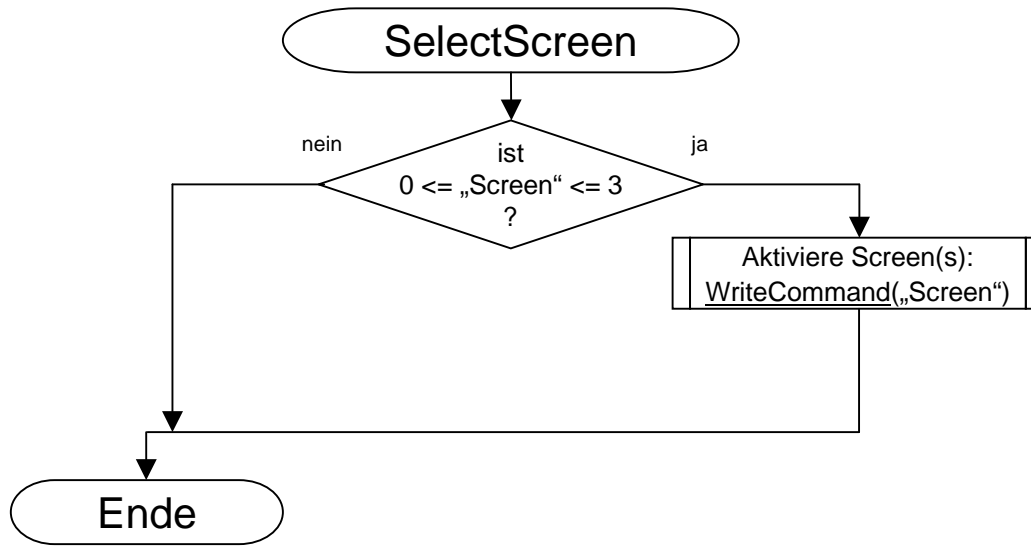 SelectScreen
nein
ja
ist
0 <= „Screen“ <= 3
?
Aktiviere Screen(s):
WriteCommand(„Screen“)
Ende